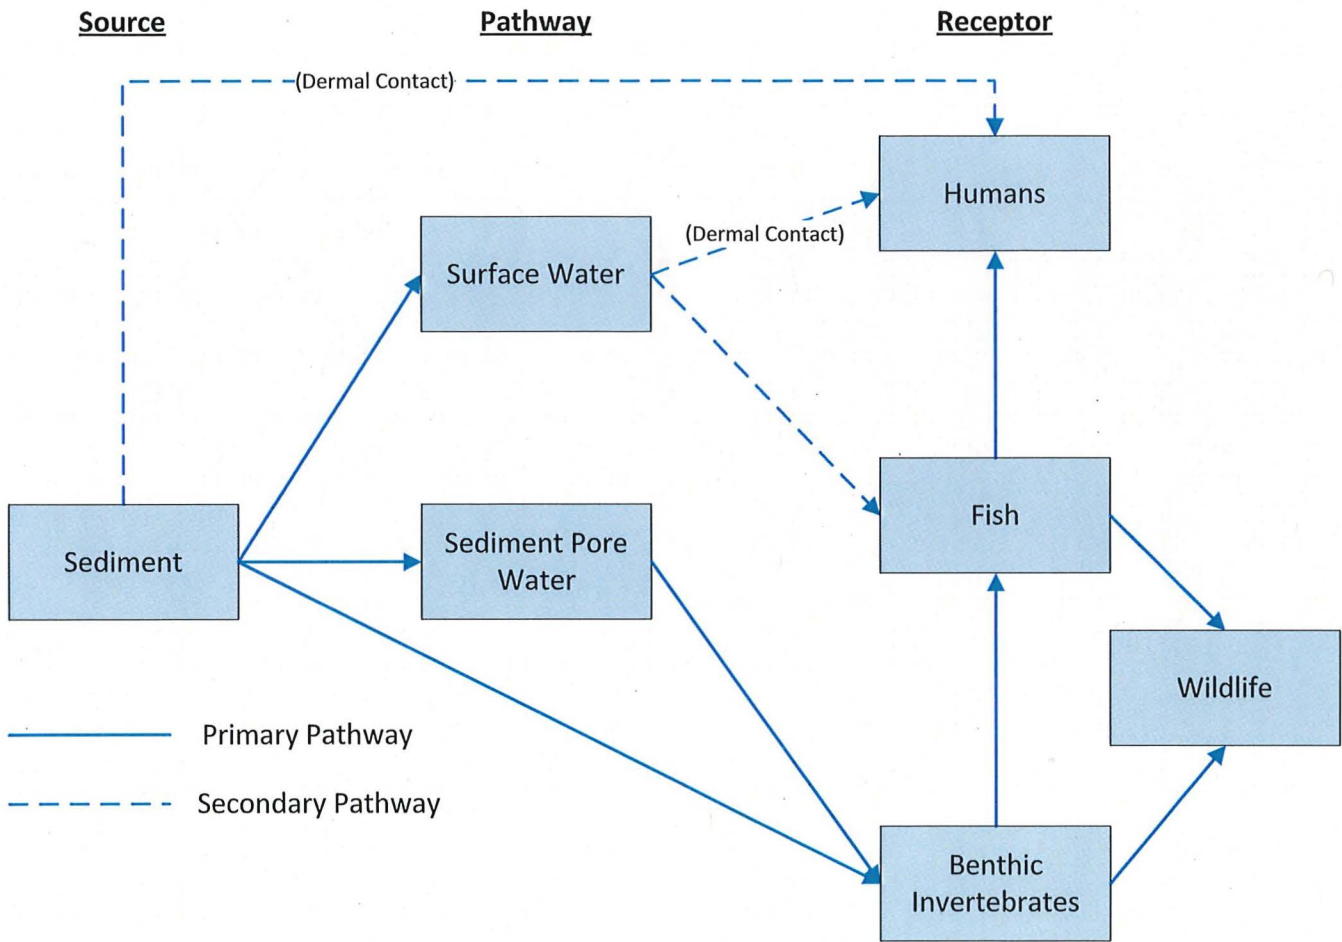 Source
Pathway
Receptor
(Dermal Contact)
Humans
(Dermal Contact)
Surface Water
Fish
Sediment
Sediment Pore
Water
Wildlife
Primary Pathway
Secondary Pathway
Benthic
Invertebrates